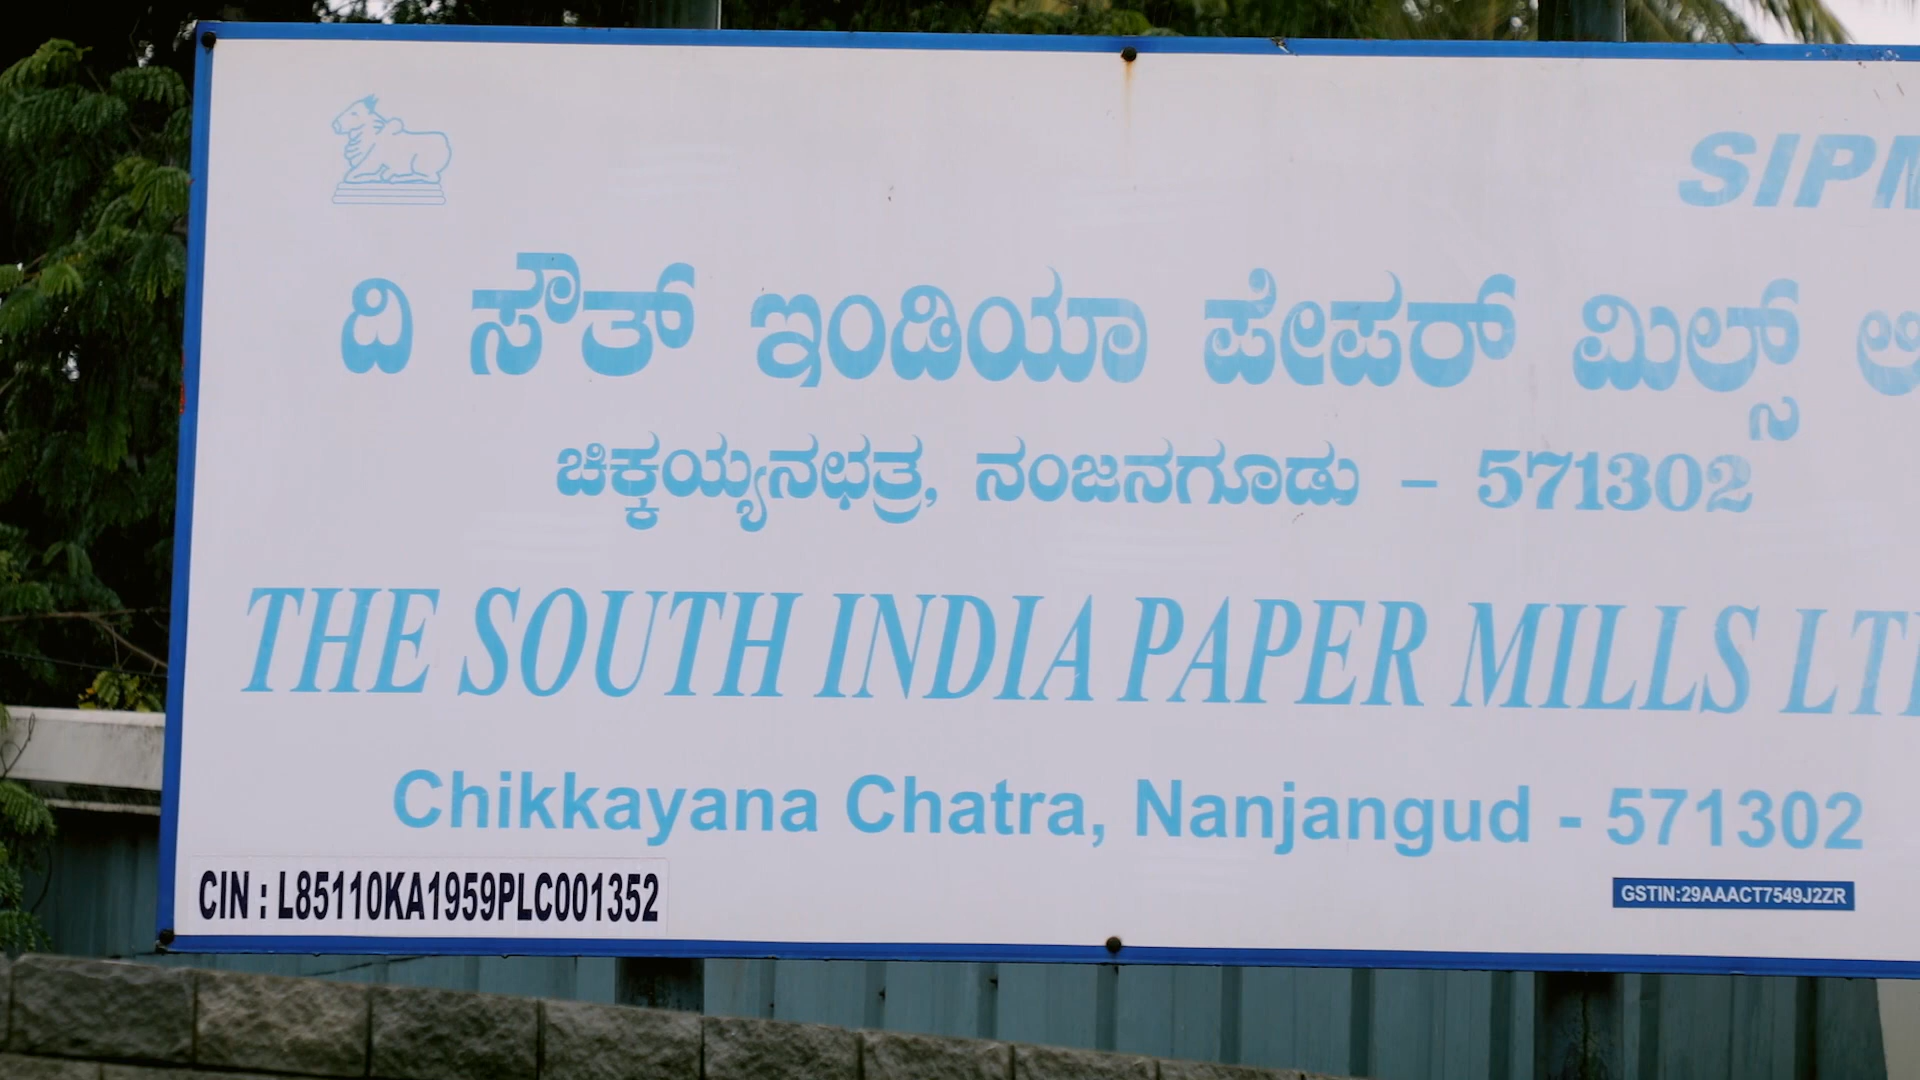 SIPM
ದಿ ಸೌತ್ ಇಂಡಿಯಾ ಪೇಪರ್ ಮಿಲ್ಸ್
ಚಿಕ್ಕಯ್ಯನಛತ್ರ, ನಂಜನಗೂಡು – 571302
THE SOUTH INDIA PAPER MILLS LT
Chikkayana Chatra, Nanjangud - 571302
CIN : L85110KA1959PLC001352
GSTIN:29AAACT7549J2ZR